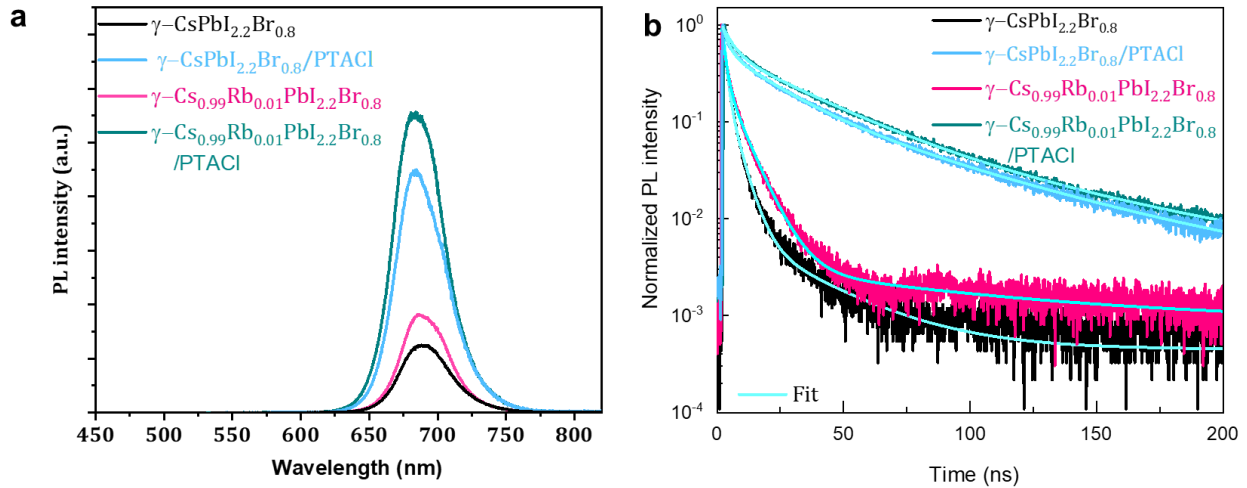 a
γ−CsPbI₂.₂Br₀.₈
γ−CsPbI₂.₂Br₀.₈/PTACl
γ−Cs₀.₉₉Rb₀.₀₁PbI₂.₂Br₀.₈
γ−Cs₀.₉₉Rb₀.₀₁PbI₂.₂Br₀.₈
/PTACl
PL intensity (a.u.)
450 500 550 600 650 700 750 800
Wavelength (nm)
b
γ−CsPbI₂.₂Br₀.₈
γ−CsPbI₂.₂Br₀.₈/PTACl
γ−Cs₀.₉₉Rb₀.₀₁PbI₂.₂Br₀.₈
γ−Cs₀.₉₉Rb₀.₀₁PbI₂.₂Br₀.₈
/PTACl
Normalized PL intensity
10⁰
10⁻¹
10⁻²
10⁻³
10⁻⁴
Fit
0 50 100 150 200
Time (ns)